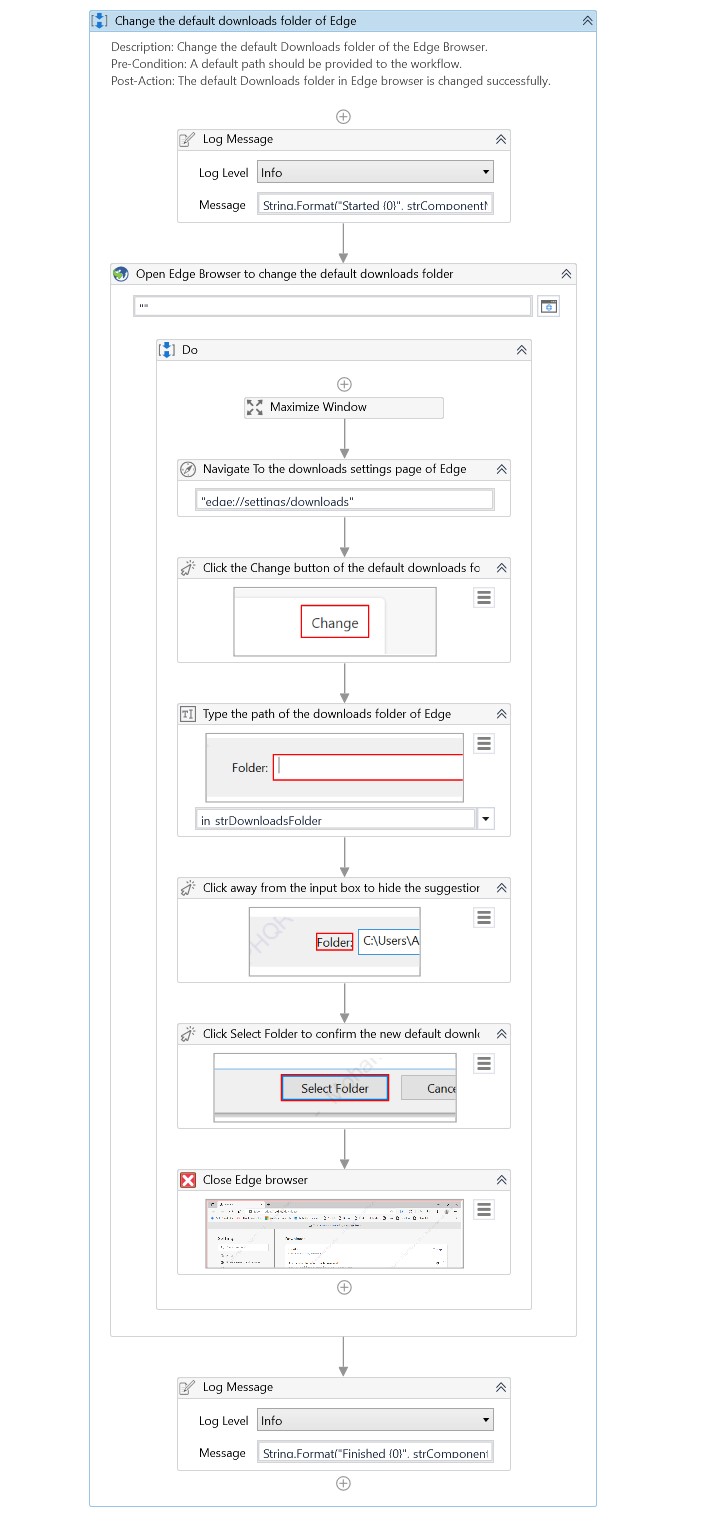 Change the default downloads folder of Edge
Description: Change the default Downloads folder of the Edge Browser.
Pre-Condition: A default path should be provided to the workflow.
Post-Action: The default Downloads folder in Edge browser is changed successfully.
Log Message
Log Level Info
Message String.Format("Started {0}", strComponentN
Open Edge Browser to change the default downloads folder
""
Do
Maximize Window
Navigate To the downloads settings page of Edge
"edge://settings/downloads"
Click the Change button of the default downloads fo
Change
Type the path of the downloads folder of Edge
TI
Folder:
in_strDownloadsFolder
Click away from the input box to hide the suggestion
Folder: C:\Users\A
Click Select Folder to confirm the new default downl
Select Folder Cance
Close Edge browser
Log Message
Log Level Info
Message String.Format("Finished {0}", strComponent